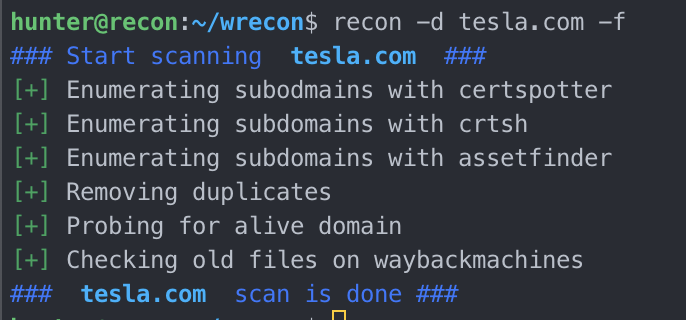 hunter@recon:~/wrecon$ recon -d tesla.com -f
### Start scanning  tesla.com  ###
[+] Enumerating subodmains with certspotter
[+] Enumerating subdomains with crtsh
[+] Enumerating subdomains with assetfinder
[+] Removing duplicates
[+] Probing for alive domain
[+] Checking old files on waybackmachines
###  tesla.com  scan is done ###